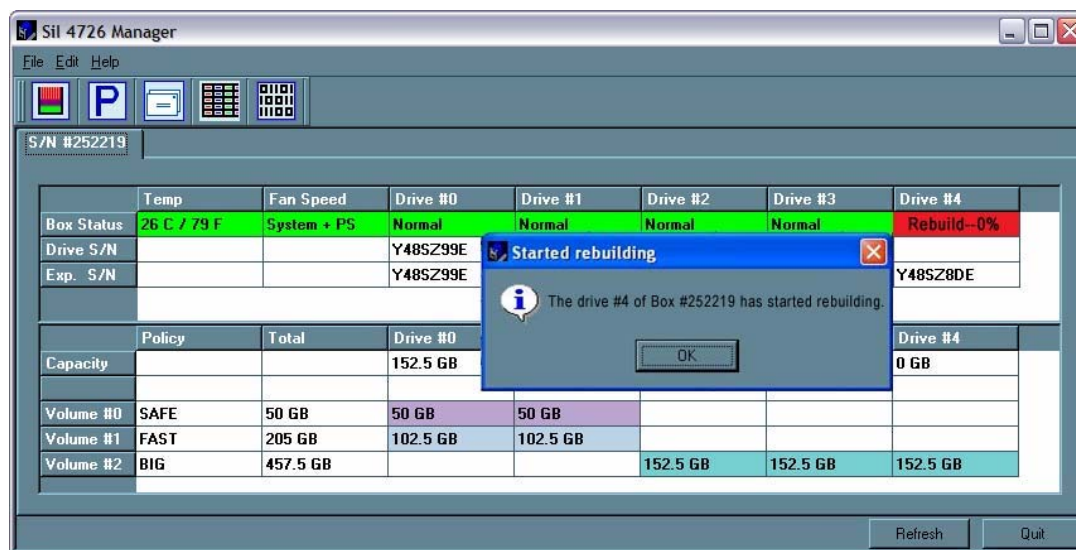 SiI 4726 Manager
File Edit Help
S/N #252219
Temp Fan Speed Drive #0 Drive #1 Drive #2 Drive #3 Drive #4
Box Status 26 C / 79 F System + PS Normal Normal Normal Normal Rebuild--0%
Drive S/N Y48SZ99E
Exp. S/N Y48SZ99E Y48SZ8DE
Started rebuilding
The drive #4 of Box #252219 has started rebuilding.
OK
Policy Total Drive #0 Drive #4
Capacity 152.5 GB 0 GB
Volume #0 SAFE 50 GB 50 GB 50 GB
Volume #1 FAST 205 GB 102.5 GB 102.5 GB
Volume #2 BIG 457.5 GB 152.5 GB 152.5 GB 152.5 GB
Refresh Quit